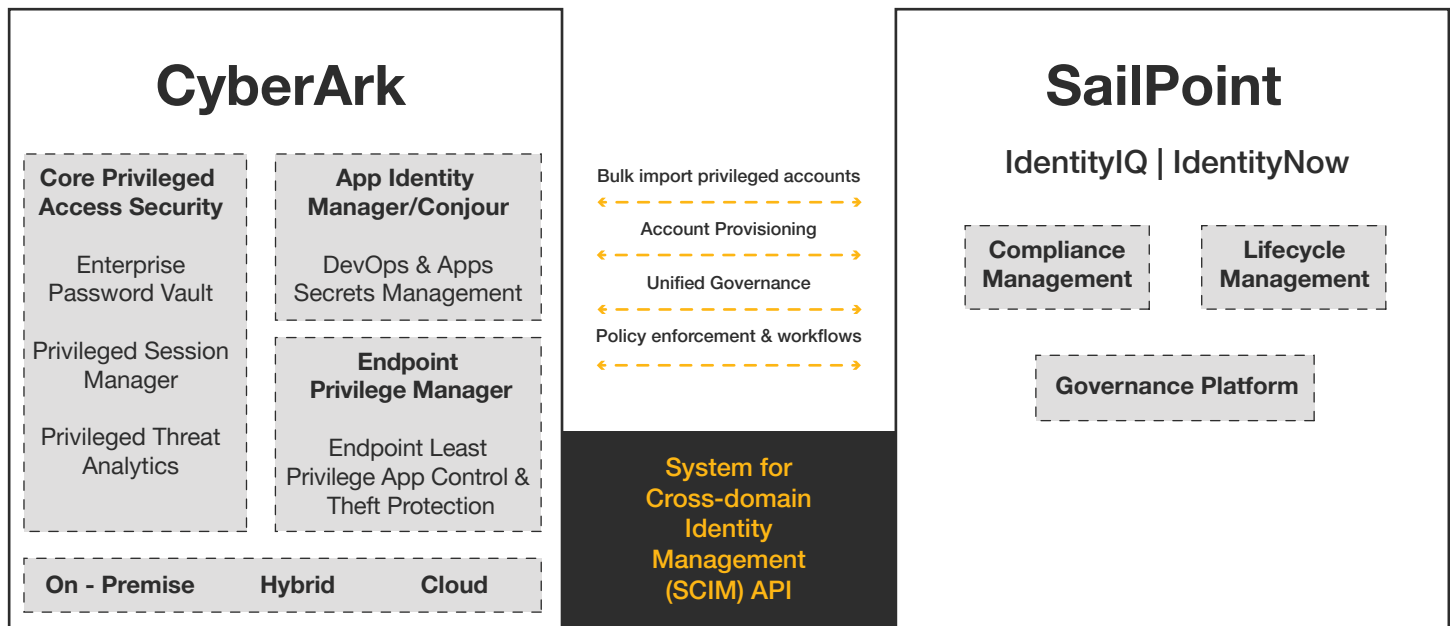 CyberArk
Core Privileged
Access Security
Enterprise
Password Vault
Privileged Session
Manager
Privileged Threat
Analytics
App Identity
Manager/Conjour
DevOps & Apps
Secrets Management
Endpoint
Privilege Manager
Endpoint Least
Privilege App Control &
Theft Protection
On - Premise Hybrid Cloud
Bulk import privileged accounts
Account Provisioning
Unified Governance
Policy enforcement & workflows
System for
Cross-domain
Identity
Management
(SCIM) API
SailPoint
IdentityIQ | IdentityNow
Compliance
Management
Lifecycle
Management
Governance Platform